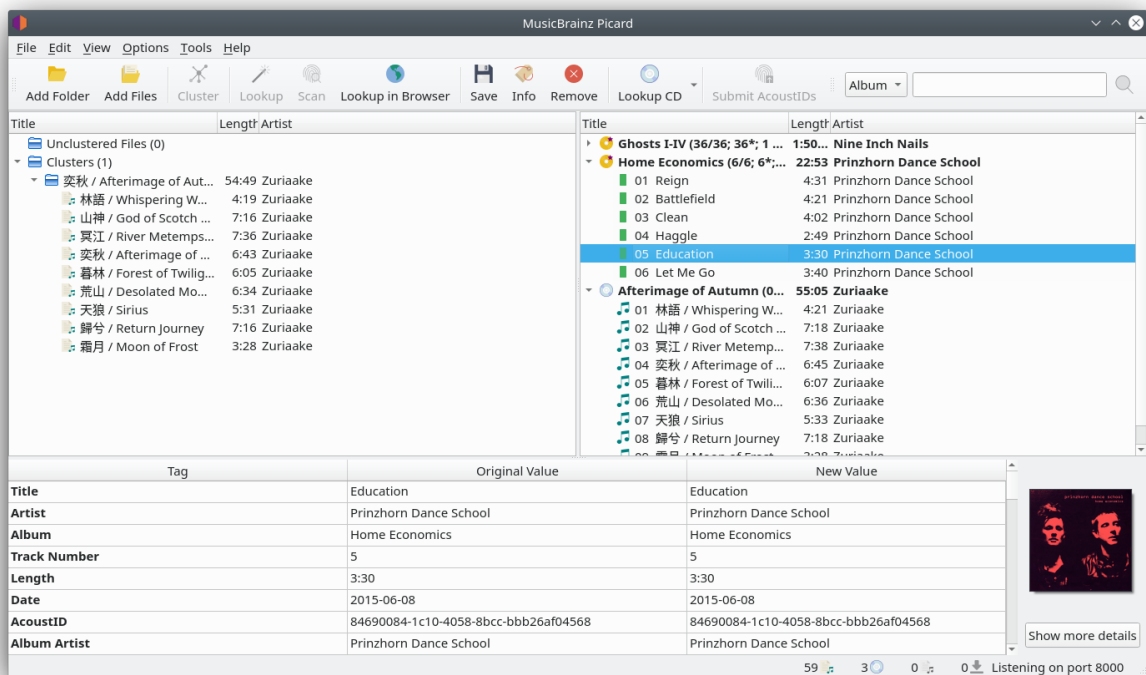 MusicBrainz Picard
File Edit View Options Tools Help
Add Folder Add Files Cluster Lookup Scan Lookup in Browser Save Info Remove Lookup CD Submit AcoustIDs Album
Title Length Artist
Unclustered Files (0)
Clusters (1)
奕秋 / Afterimage of Aut... 54:49 Zuriaake
林語 / Whispering W... 4:19 Zuriaake
山神 / God of Scotch ... 7:16 Zuriaake
冥江 / River Metemps... 7:36 Zuriaake
奕秋 / Afterimage of ... 6:43 Zuriaake
暮林 / Forest of Twilig... 6:05 Zuriaake
荒山 / Desolated Mo... 6:34 Zuriaake
天狼 / Sirius 5:31 Zuriaake
歸兮 / Return Journey 7:16 Zuriaake
霜月 / Moon of Frost 3:28 Zuriaake
Title Length Artist
Ghosts I-IV (36/36; 36*; 1 ... 1:50... Nine Inch Nails
Home Economics (6/6; 6*;... 22:53 Prinzhorn Dance School
01 Reign 4:31 Prinzhorn Dance School
02 Battlefield 4:21 Prinzhorn Dance School
03 Clean 4:02 Prinzhorn Dance School
04 Haggle 2:49 Prinzhorn Dance School
05 Education 3:30 Prinzhorn Dance School
06 Let Me Go 3:40 Prinzhorn Dance School
Afterimage of Autumn (0... 55:05 Zuriaake
01 林語 / Whispering W... 4:21 Zuriaake
02 山神 / God of Scotch ... 7:18 Zuriaake
03 冥江 / River Metemp... 7:38 Zuriaake
04 奕秋 / Afterimage of ... 6:45 Zuriaake
05 暮林 / Forest of Twili... 6:07 Zuriaake
06 荒山 / Desolated Mo... 6:36 Zuriaake
07 天狼 / Sirius 5:33 Zuriaake
08 歸兮 / Return Journey 7:18 Zuriaake
Tag Original Value New Value
Title Education Education
Artist Prinzhorn Dance School Prinzhorn Dance School
Album Home Economics Home Economics
Track Number 5 5
Length 3:30 3:30
Date 2015-06-08 2015-06-08
AcoustID 84690084-1c10-4058-8bcc-bbb26af04568 84690084-1c10-4058-8bcc-bbb26af04568
Album Artist Prinzhorn Dance School Prinzhorn Dance School
prinzhorn dance school
home economics
Show more details
59 3 0 0 Listening on port 8000